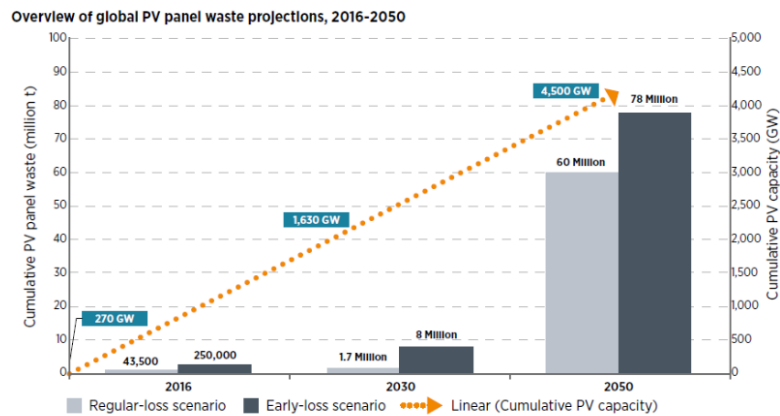 Overview of global PV panel waste projections, 2016-2050
Cumulative PV panel waste (million t)
100
90
80
70
60
50
40
30
20
10
0
5,000
4,500
4,000
3,500
3,000
2,500
2,000
1,500
1,000
500
0
Cumulative PV capacity (GW)
4,500 GW
78 Million
60 Million
1,630 GW
270 GW
8 Million
43,500
250,000
1.7 Million
2016
2030
2050
Regular-loss scenario
Early-loss scenario
Linear (Cumulative PV capacity)